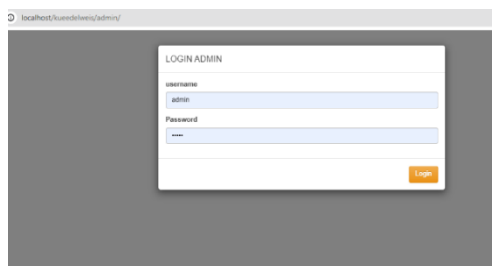 localhost/kueedelweis/admin/
LOGIN ADMIN
username
admin
Password
•••••
Login